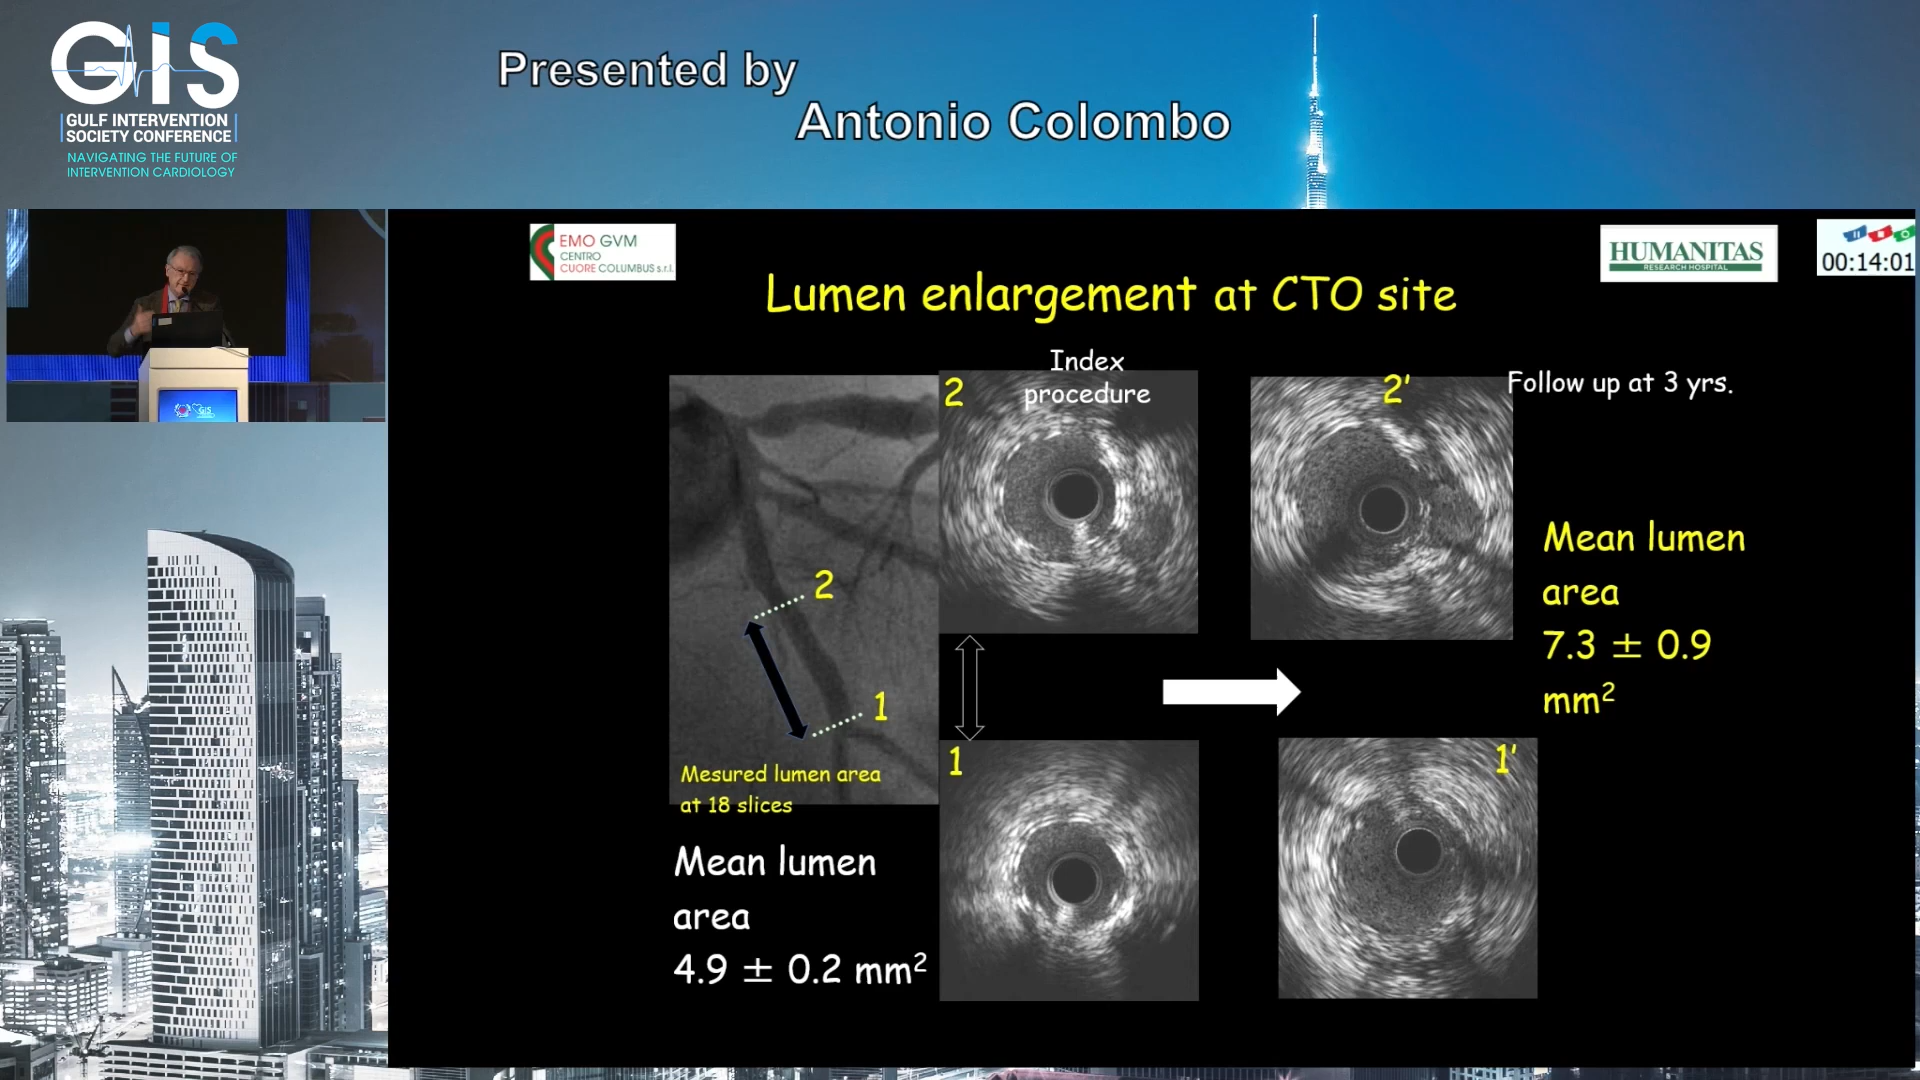 GIS
GULF INTERVENTION
SOCIETY CONFERENCE
NAVIGATING THE FUTURE OF
INTERVENTION CARDIOLOGY
Presented by
Antonio Colombo
EMO GVM
CENTRO
CUORE COLUMBUS s.r.l.
HUMANITAS
RESEARCH HOSPITAL
00:14:01
Lumen enlargement at CTO site
Index
procedure
Follow up at 3 yrs.
2
2'
2
1
1
1'
Mesured lumen area
at 18 slices
Mean lumen
area
4.9 ± 0.2 mm²
Mean lumen
area
7.3 ± 0.9
mm²
GIS